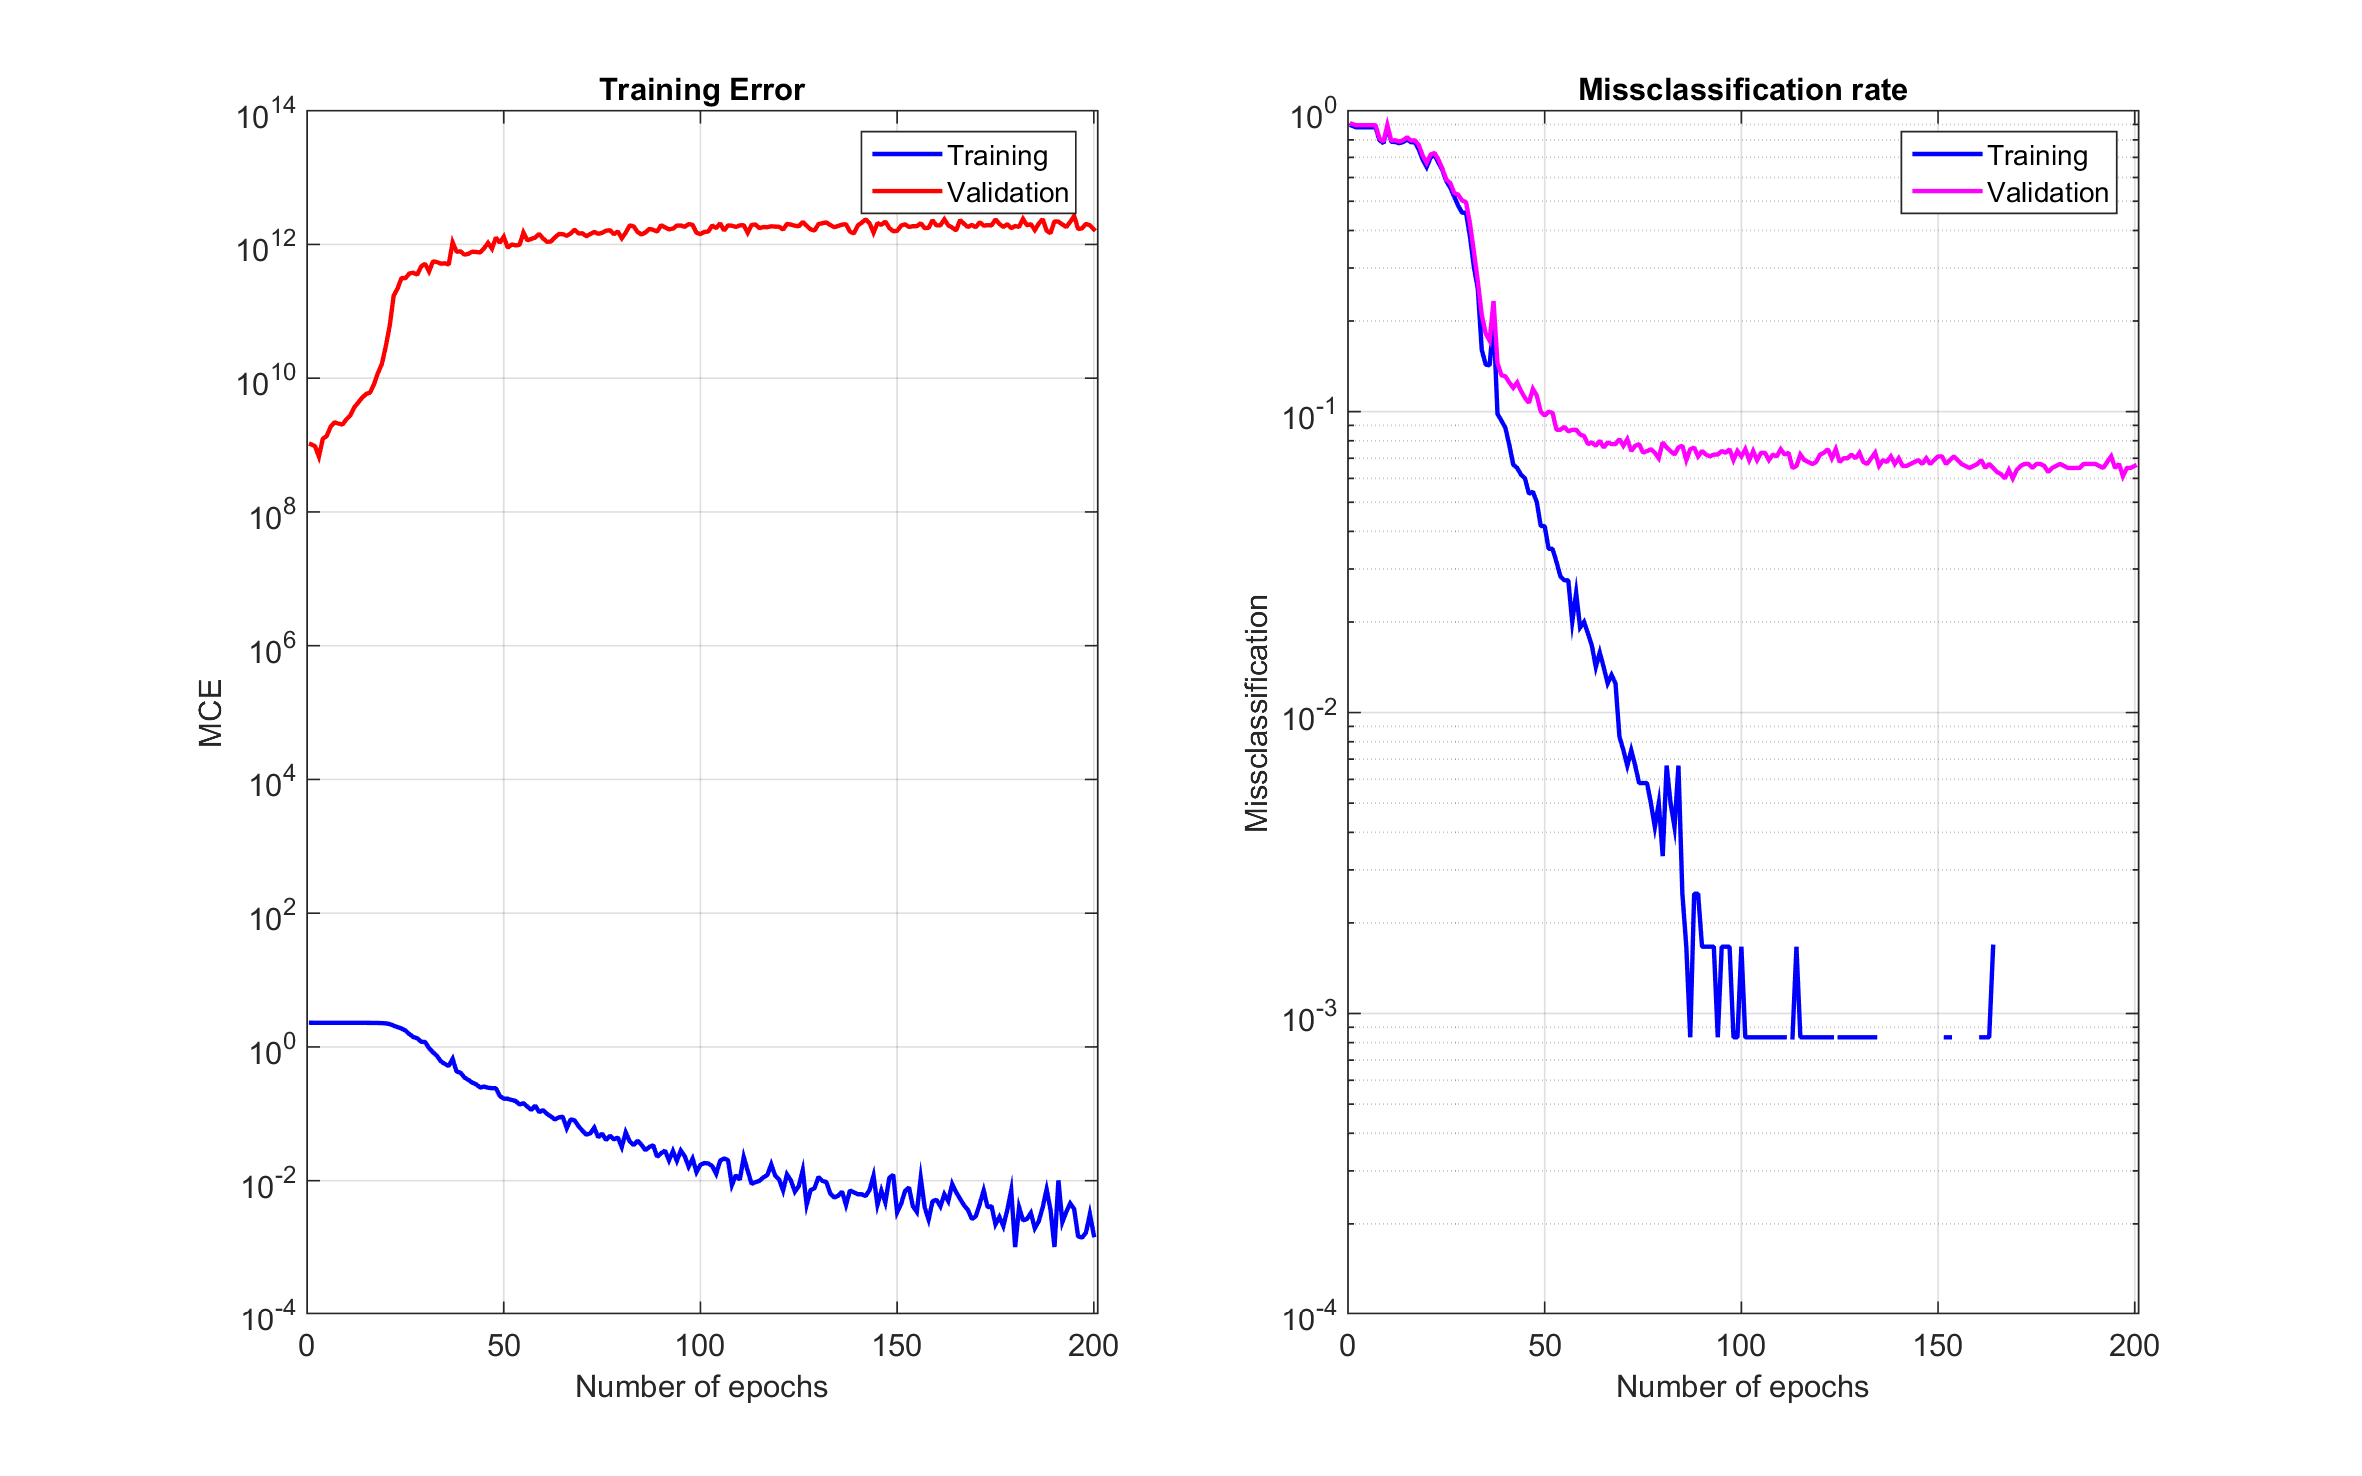 Training Error
10^14
10^12
10^10
10^8
10^6
10^4
10^2
10^0
10^-2
10^-4
MCE
0 50 100 150 200
Number of epochs
Training
Validation
Missclassification rate
10^0
10^-1
10^-2
10^-3
10^-4
Missclassification
0 50 100 150 200
Number of epochs
Training
Validation